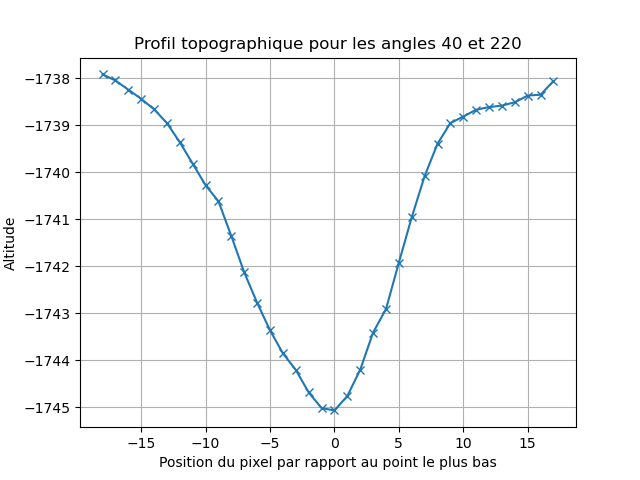 Profil topographique pour les angles 40 et 220
Altitude
−1738
−1739
−1740
−1741
−1742
−1743
−1744
−1745
−15 −10 −5 0 5 10 15
Position du pixel par rapport au point le plus bas